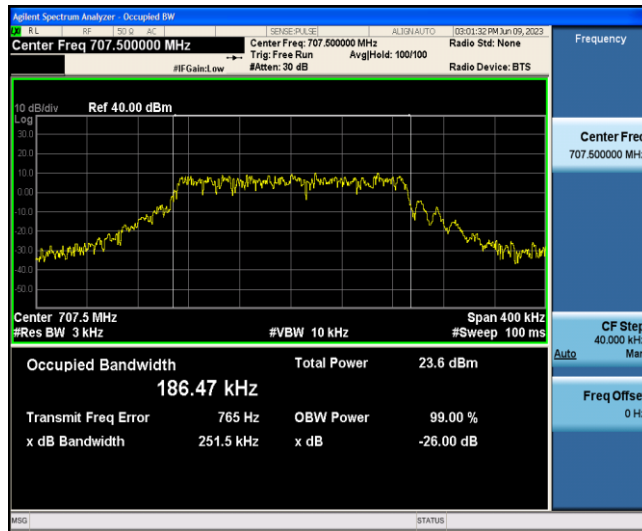 Agilent Spectrum Analyzer - Occupied BW
RL RF 50 Ω AC SENSE:PULSE ALIGNAUTO 03:01:32 PM Jun 09, 2023
Center Freq 707.500000 MHz
Center Freq: 707.500000 MHz
Radio Std: None
Trig: Free Run Avg|Hold: 100/100
#IFGain:Low #Atten: 30 dB Radio Device: BTS
Frequency
10 dB/div Ref 40.00 dBm
Log
30.0
20.0
10.0
0.00
-10.0
-20.0
-30.0
-40.0
-50.0
Center 707.5 MHz Span 400 kHz
#Res BW 3 kHz #VBW 10 kHz #Sweep 100 ms
Occupied Bandwidth Total Power 23.6 dBm
186.47 kHz
Transmit Freq Error 765 Hz OBW Power 99.00 %
x dB Bandwidth 251.5 kHz x dB -26.00 dB
Center Freq
707.500000 MHz
CF Step
40.000 kHz
Auto Man
Freq Offse
0 Hz
MSG STATUS